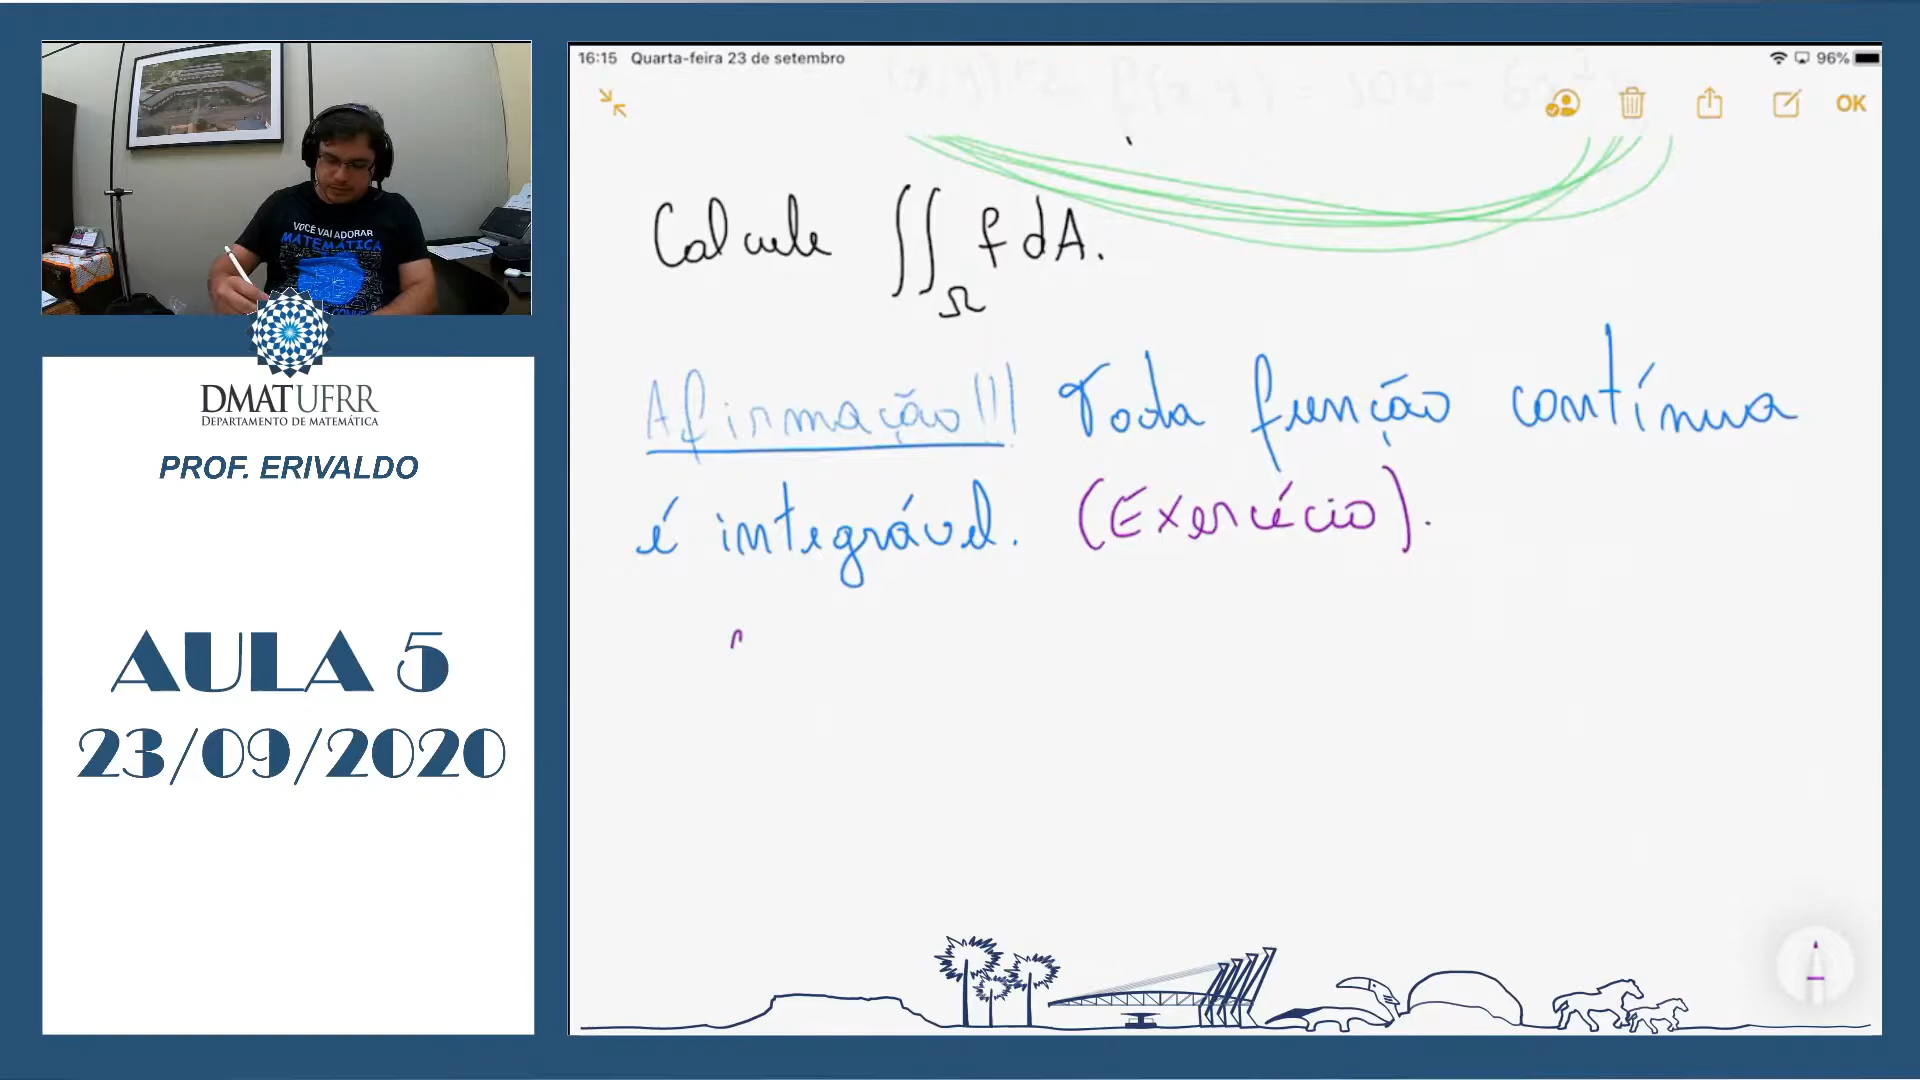 16:15 Quarta-feira 23 de setembro
96%
OK
Calcule ∬_Ω f dA.
Afirmação!!! Toda função contínua
é integrável. (Exercício).
VOCÊ VAI ADORAR
MATEMÁTICA
DMATUFRR
DEPARTAMENTO DE MATEMÁTICA
PROF. ERIVALDO
AULA 5
23/09/2020